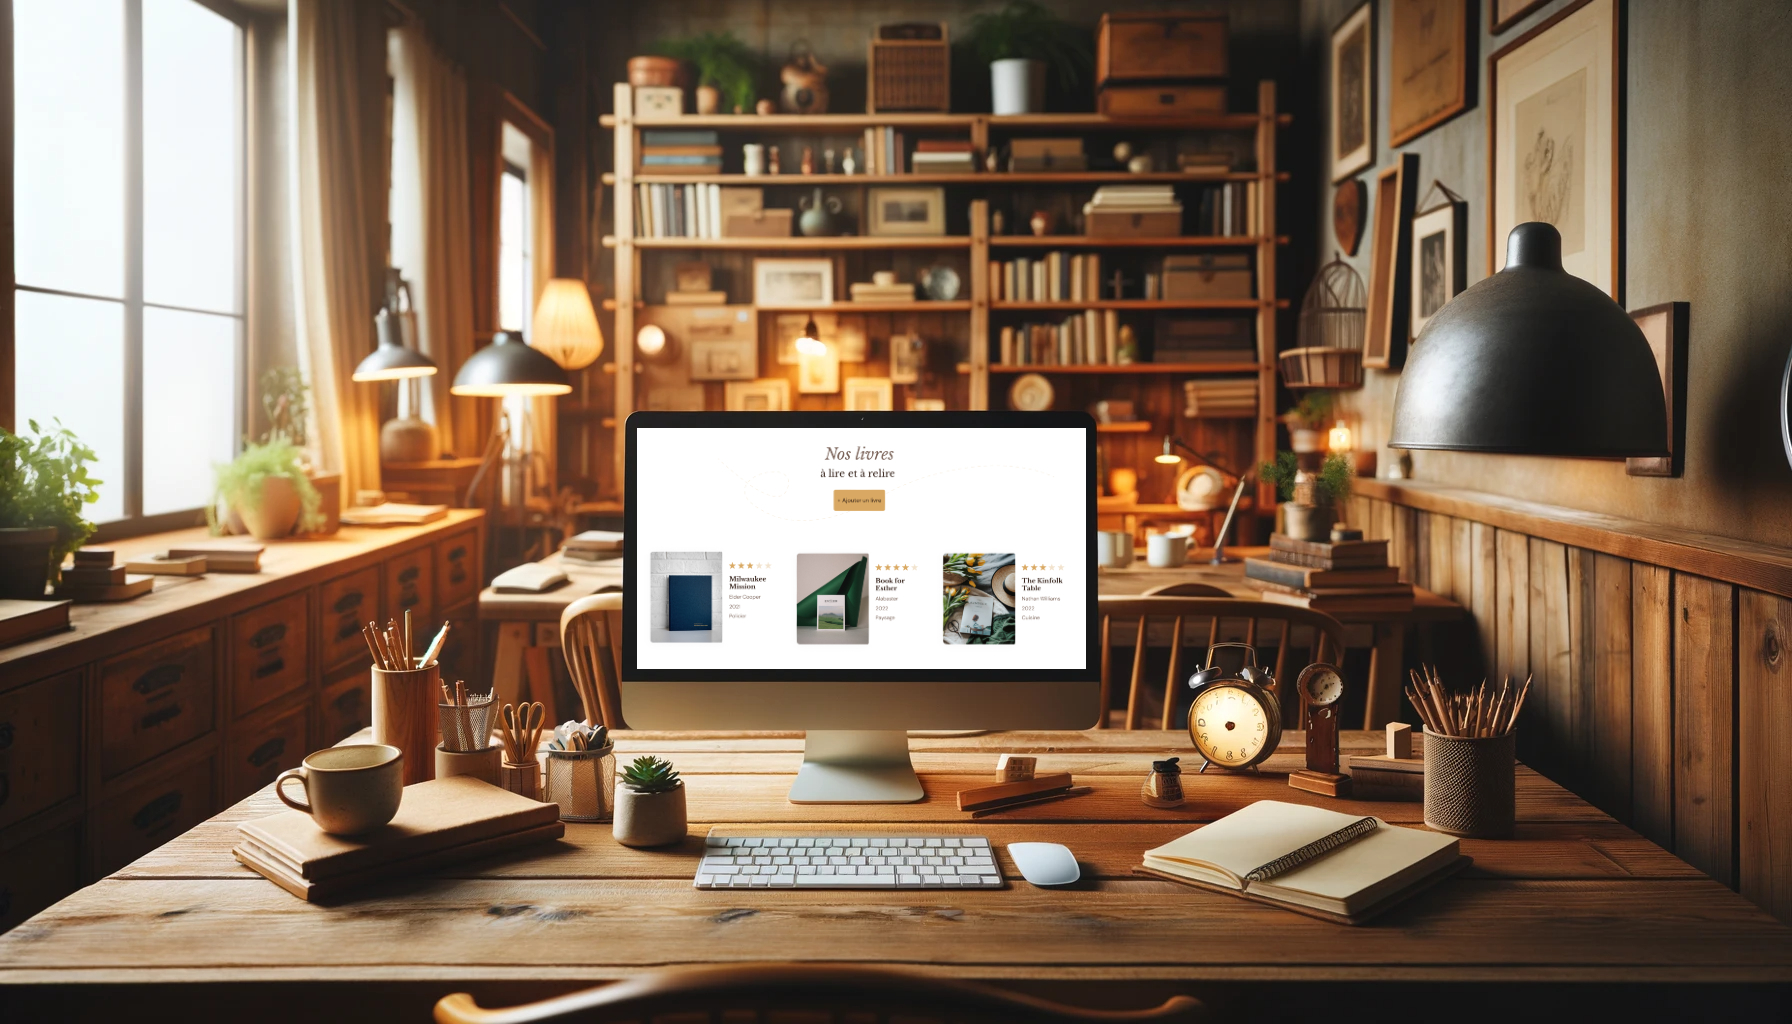 Nos livres
à lire et à relire
+ Ajouter un livre
Milwaukee
Mission
Elder Cooper
2021
Policier
Book for
Esther
Alabaster
2022
Paysage
The Kinfolk
Table
Nathan Williams
2022
Cuisine